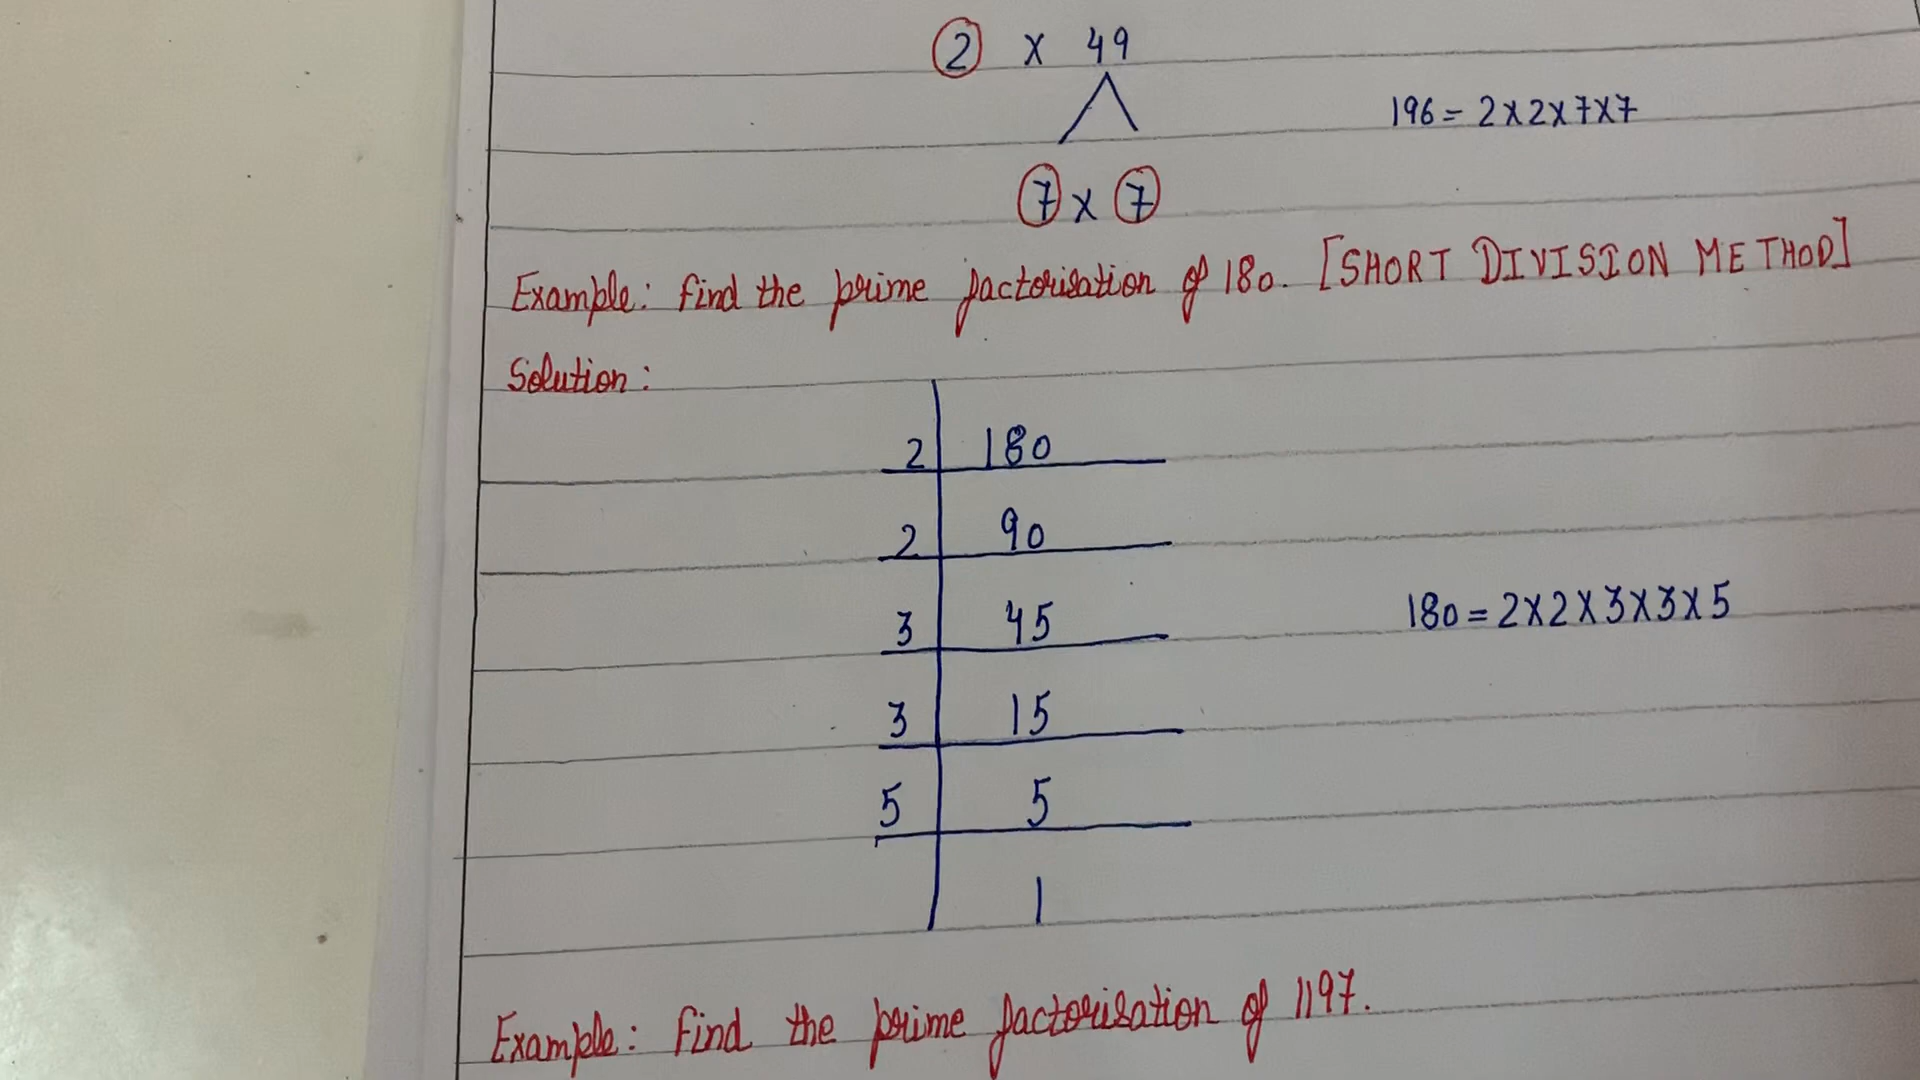 2 x 49
196 = 2x2x7x7
7 x 7
Example: Find the prime factorisation of 180. [SHORT DIVISION METHOD]
Solution:
2 180
2 90
3 45
180 = 2x2x3x3x5
3 15
5 5
1
Example: Find the prime factorisation of 1197.